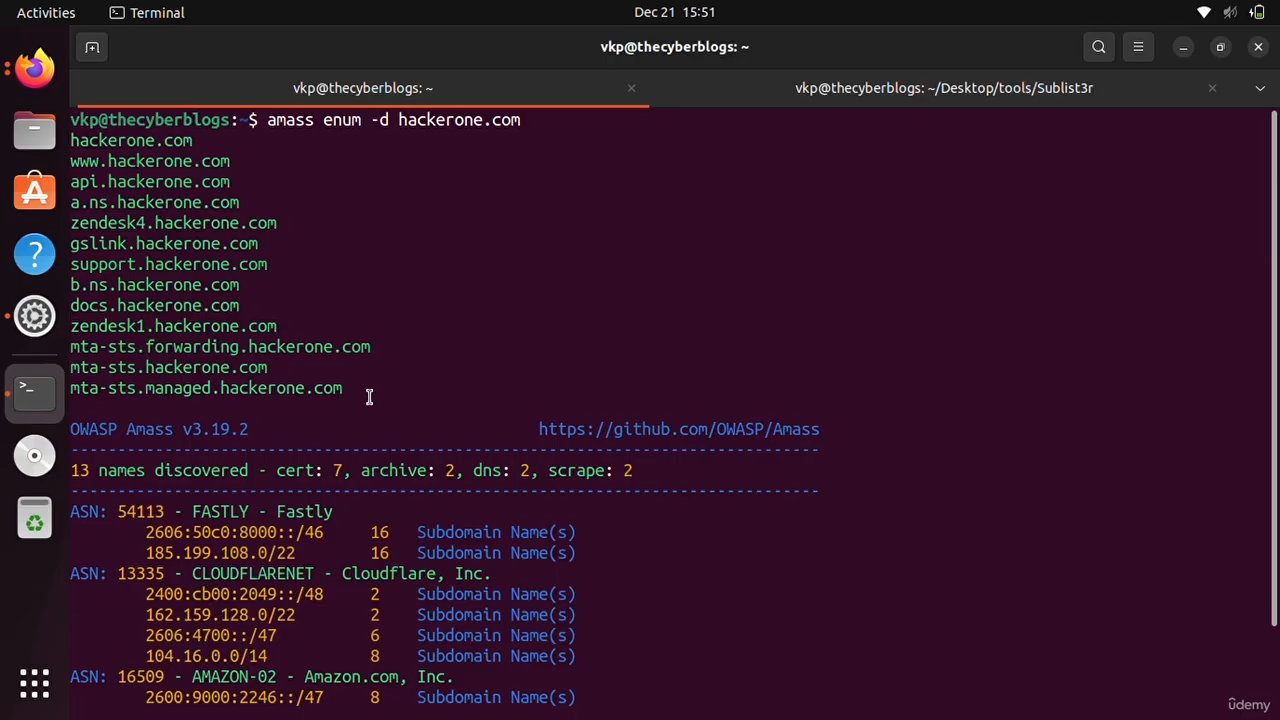 Activities
Terminal
Dec 21 15:51
vkp@thecyberblogs: ~
vkp@thecyberblogs: ~
vkp@thecyberblogs: ~/Desktop/tools/Sublist3r
vkp@thecyberblogs:~$ amass enum -d hackerone.com
hackerone.com
www.hackerone.com
api.hackerone.com
a.ns.hackerone.com
zendesk4.hackerone.com
gslink.hackerone.com
support.hackerone.com
b.ns.hackerone.com
docs.hackerone.com
zendesk1.hackerone.com
mta-sts.forwarding.hackerone.com
mta-sts.hackerone.com
mta-sts.managed.hackerone.com
OWASP Amass v3.19.2 https://github.com/OWASP/Amass
--------------------------------------------------------------------------------
13 names discovered - cert: 7, archive: 2, dns: 2, scrape: 2
--------------------------------------------------------------------------------
ASN: 54113 - FASTLY - Fastly
2606:50c0:8000::/46 16 Subdomain Name(s)
185.199.108.0/22 16 Subdomain Name(s)
ASN: 13335 - CLOUDFLARENET - Cloudflare, Inc.
2400:cb00:2049::/48 2 Subdomain Name(s)
162.159.128.0/22 2 Subdomain Name(s)
2606:4700::/47 6 Subdomain Name(s)
104.16.0.0/14 8 Subdomain Name(s)
ASN: 16509 - AMAZON-02 - Amazon.com, Inc.
2600:9000:2246::/47 8 Subdomain Name(s)
udemy